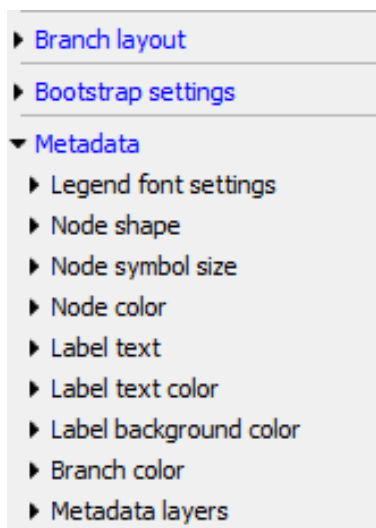 Branch layout
Bootstrap settings
Metadata
Legend font settings
Node shape
Node symbol size
Node color
Label text
Label text color
Label background color
Branch color
Metadata layers